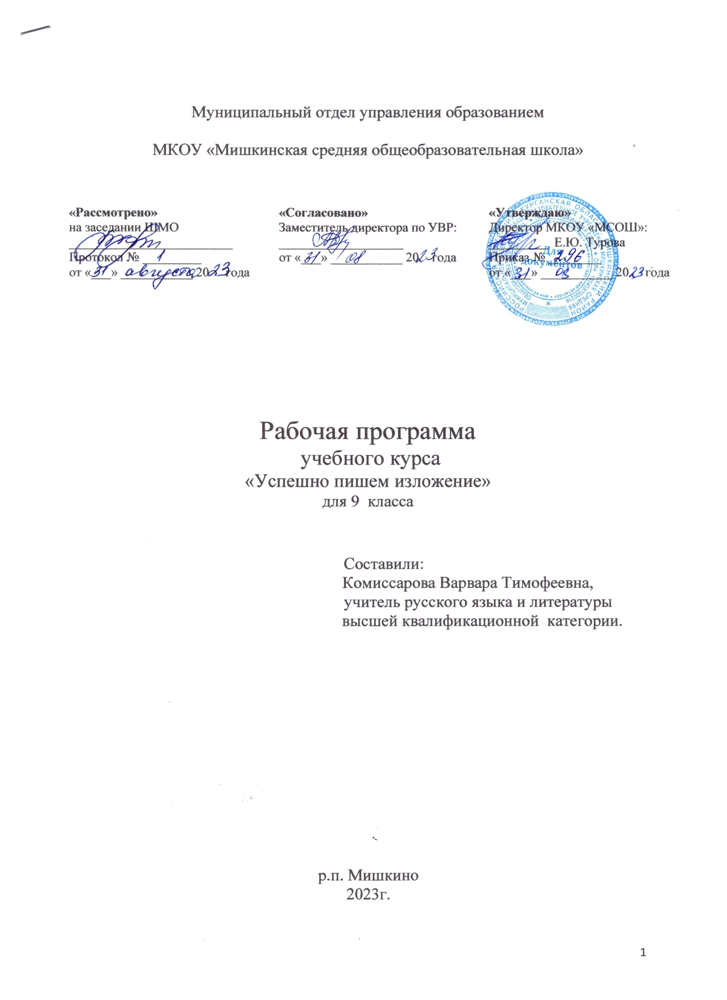 Муниципальный отдел управления образованием
МКОУ «Мишкинская средняя общеобразовательная школа»
«Рассмотрено»
на заседании ШМО
Протокол № 1
от «31» августа 2023 года
«Согласовано»
Заместитель директора по УВР:
от «31» 08 2023 года
«Утверждаю»
Директор МКОУ «МСОШ»:
Е.Ю. Турова
Приказ № 296
от «31» 08 2023 года
Для
документов
Рабочая программа
учебного курса
«Успешно пишем изложение»
для 9 класса
Составили:
Комиссарова Варвара Тимофеевна,
учитель русского языка и литературы
высшей квалификационной категории.
р.п. Мишкино
2023г.
1